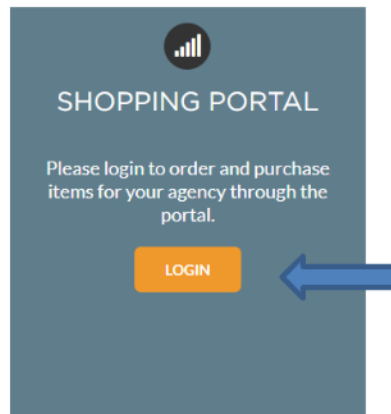 SHOPPING PORTAL
Please login to order and purchase
items for your agency through the
portal.
LOGIN